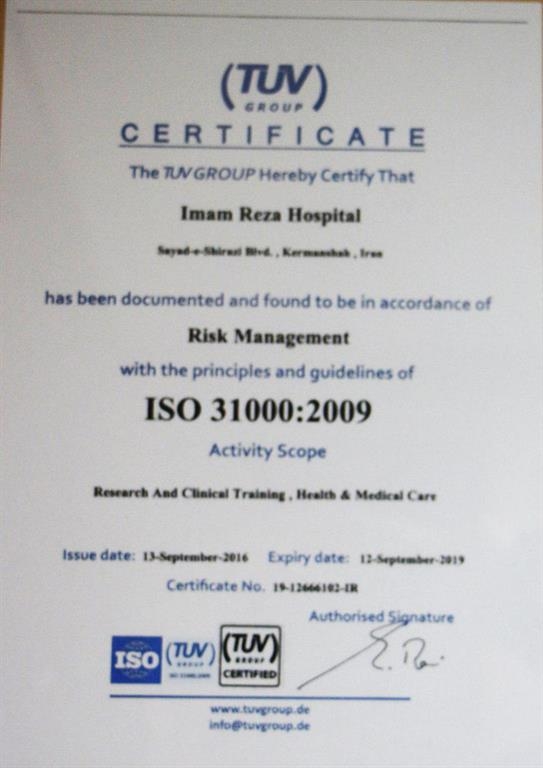 (TUV)
GROUP
CERTIFICATE
The TUV GROUP Hereby Certify That
Imam Reza Hospital
Sayad-e-Shirazi Blvd. , Kermanshah , Iran
has been documented and found to be in accordance of
Risk Management
with the principles and guidelines of
ISO 31000:2009
Activity Scope
Research And Clinical Training , Health & Medical Care
Issue date: 13-September-2016 Expiry date: 12-September-2019
Certificate No. 19-12666102-IR
Authorised Signature
ISO (TUV) GROUP (TUV) GROUP CERTIFIED
www.tuvgroup.de
info@tuvgroup.de